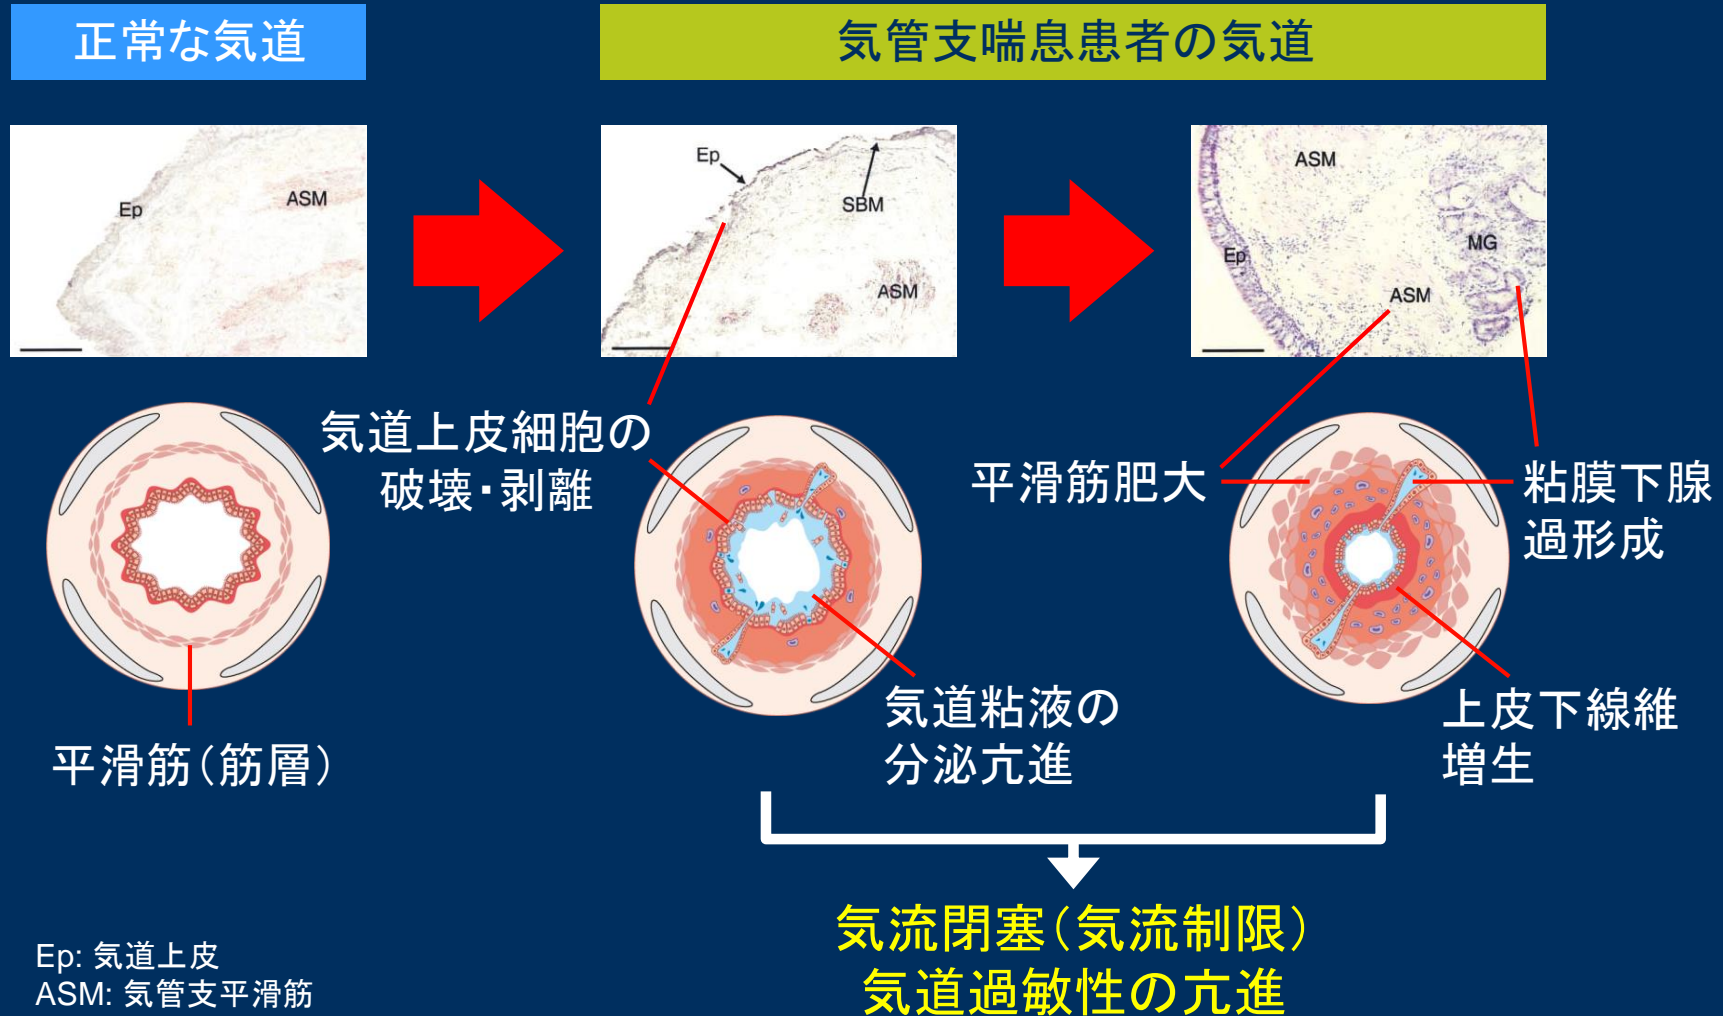 正常な気道
気管支喘息患者の気道
Ep
ASM
Ep
SBM
ASM
ASM
Ep
MG
ASM
気道上皮細胞の
破壊・剥離
平滑筋肥大
粘膜下腺
過形成
平滑筋（筋層）
気道粘液の
分泌亢進
上皮下線維
増生
気流閉塞（気流制限）
気道過敏性の亢進
Ep: 気道上皮
ASM: 気管支平滑筋